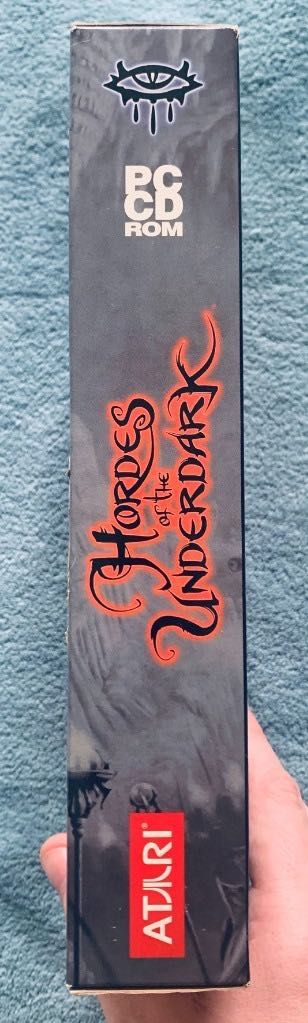 PC
CD
ROM
HORDES
of the
UNDERDARK
ATARI®